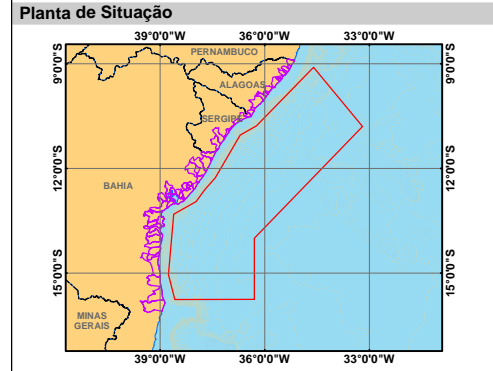 Planta de Situação
39°0'0"W 36°0'0"W 33°0'0"W
PERNAMBUCO
9°0'0"S 9°0'0"S
ALAGOAS
SERGIPE
12°0'0"S 12°0'0"S
BAHIA
15°0'0"S 15°0'0"S
MINAS
GERAIS
39°0'0"W 36°0'0"W 33°0'0"W